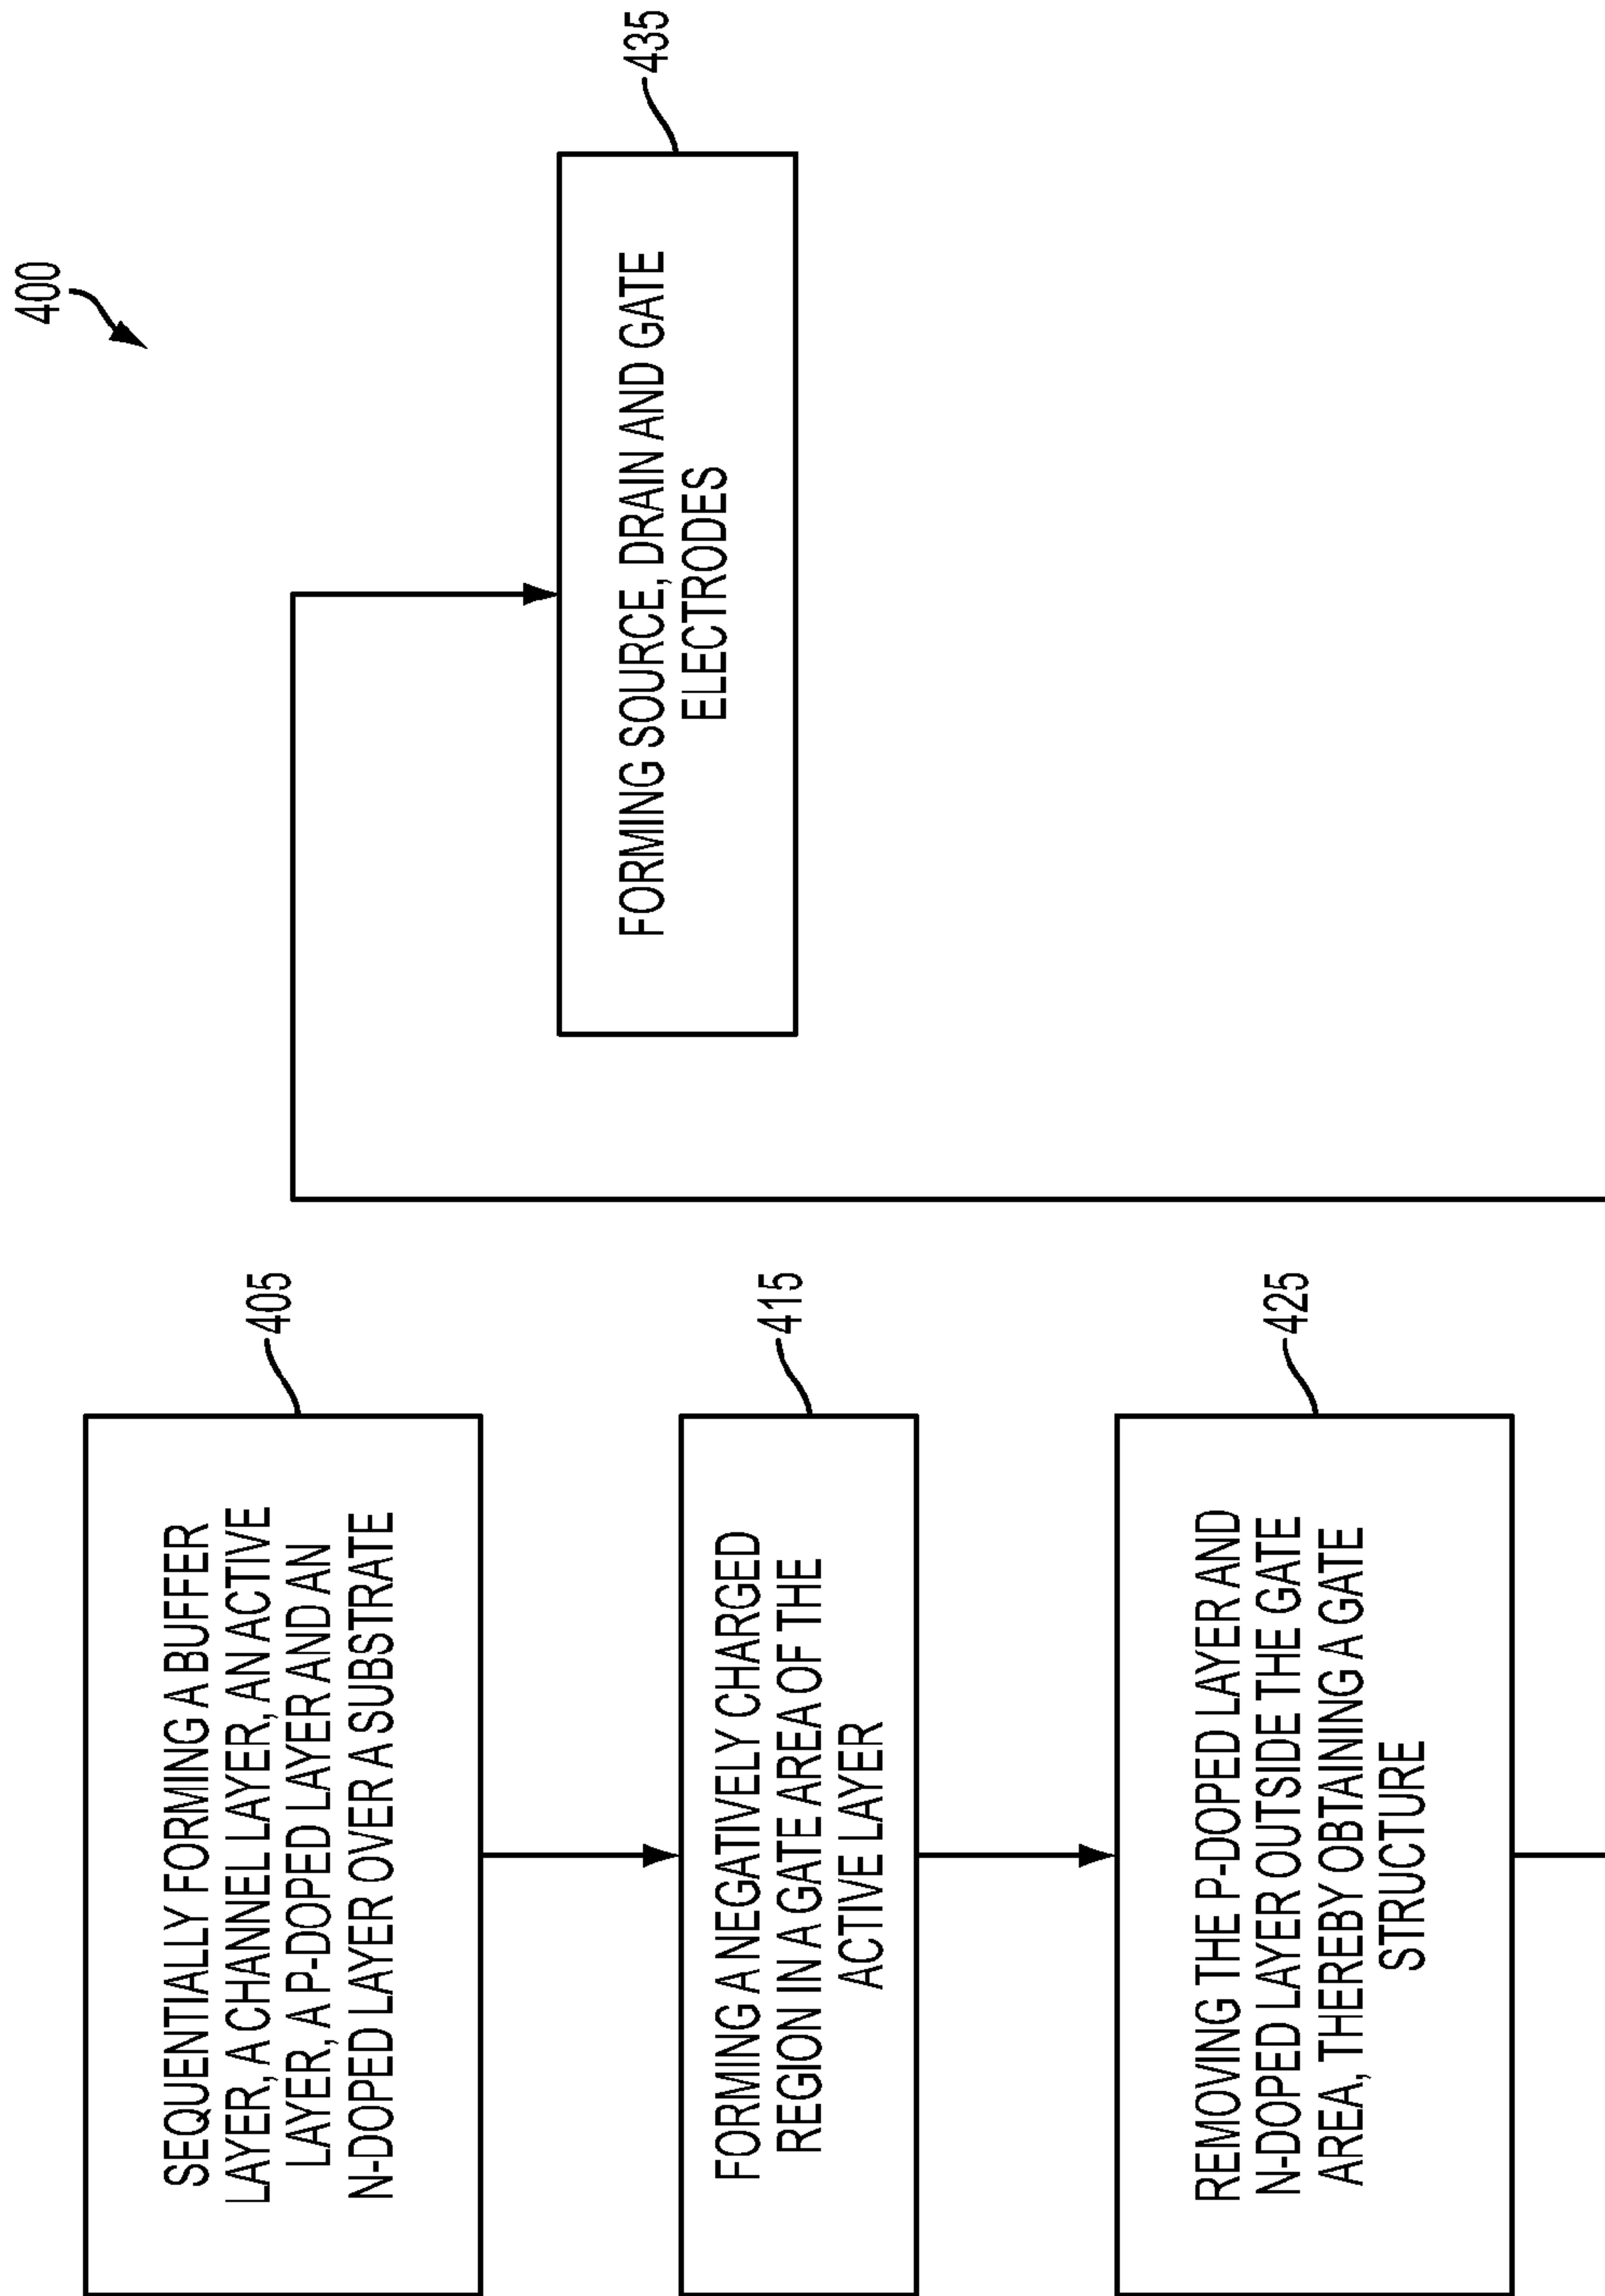 400
405
SEQUENTIALLY FORMING A BUFFER
LAYER, A CHANNEL LAYER, AN ACTIVE
LAYER, A P-DOPED LAYER AND AN
N-DOPED LAYER OVER A SUBSTRATE
415
FORMING A NEGATIVELY CHARGED
REGION IN A GATE AREA OF THE
ACTIVE LAYER
425
REMOVING THE P-DOPED LAYER AND
N-DOPED LAYER OUTSIDE THE GATE
AREA, THEREBY OBTAINING A GATE
STRUCTURE
435
FORMING SOURCE, DRAIN AND GATE
ELECTRODES